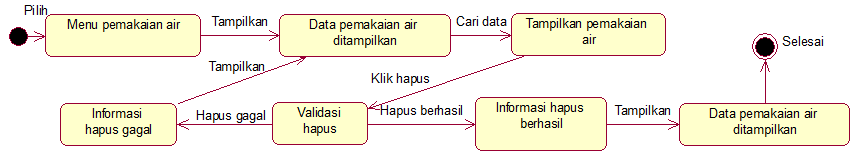 Pilih
Menu pemakaian air
Tampilkan
Data pemakaian air
ditampilkan
Cari data
Tampilkan pemakaian
air
Selesai
Tampilkan
Klik hapus
Informasi
hapus gagal
Hapus gagal
Validasi
hapus
Hapus berhasil
Informasi hapus
berhasil
Tampilkan
Data pemakaian air
ditampilkan